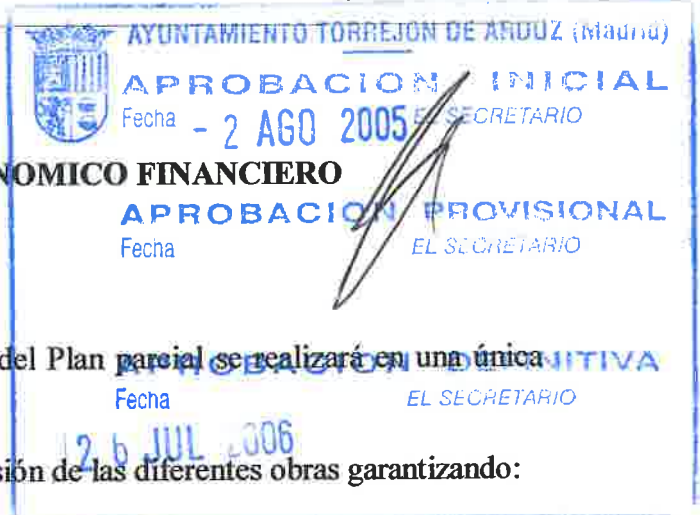 AYUNTAMIENTO TORREJON DE ARDOZ (Madrid)
APROBACION INICIAL
Fecha - 2 AGO 2005 EL SECRETARIO
NOMICO FINANCIERO
APROBACION PROVISIONAL
Fecha EL SECRETARIO
del Plan parcial se realizará en una única
APROBACION DEFINITIVA
Fecha EL SECRETARIO
26 JUL 2006
sión de las diferentes obras garantizando: